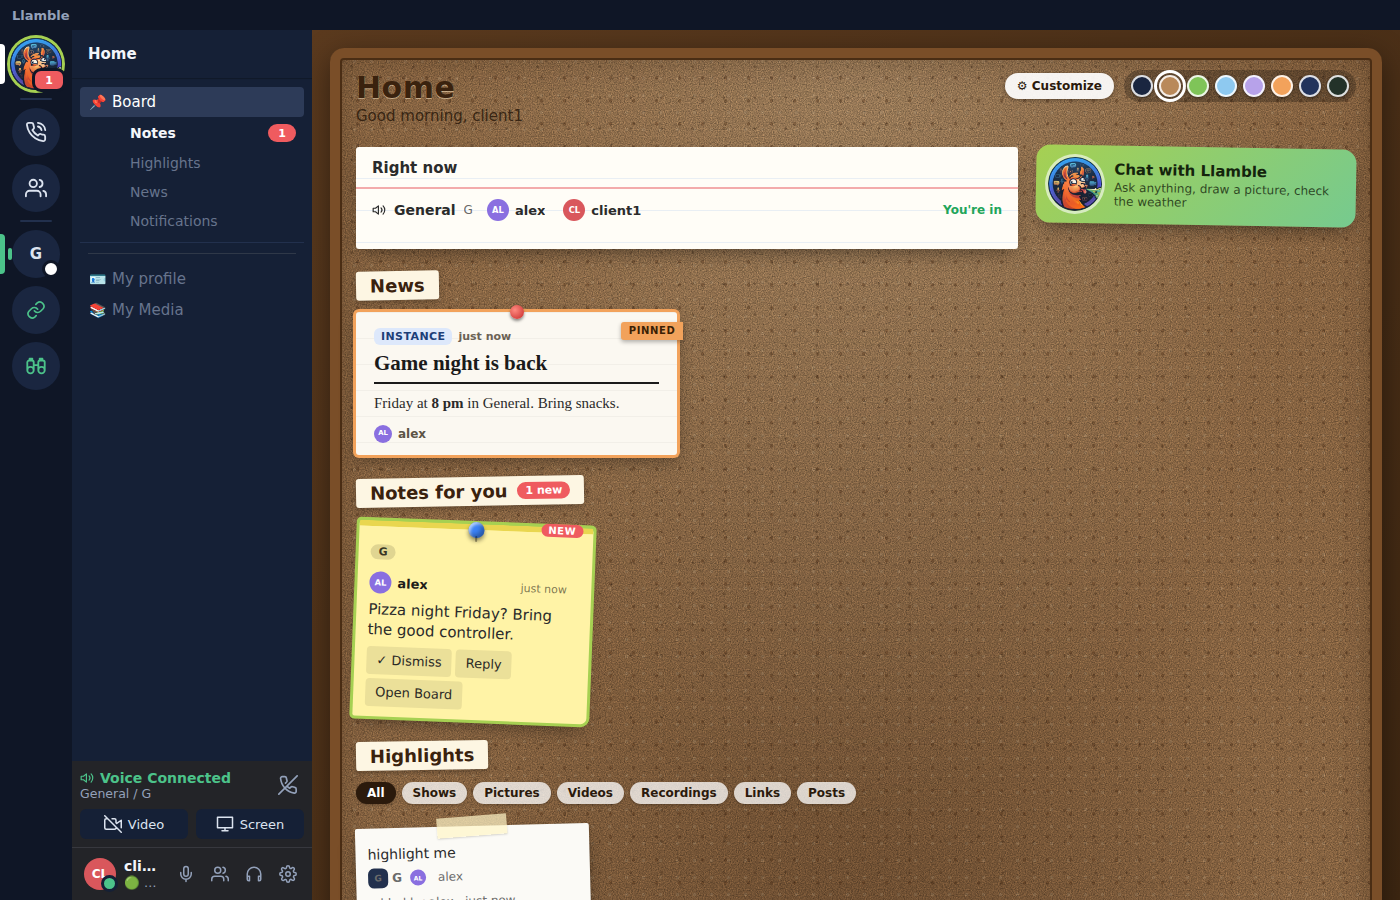 Llamble
1
Home
Board
Notes 1
Highlights
News
Notifications
My profile
My Media
G
Voice Connected
General / G
Video
Screen
CL
cli...
...
Home
Good morning, client1
Customize
Right now
General G AL alex CL client1 You're in
Chat with Llamble
Ask anything, draw a picture, check
the weather
News
PINNED
INSTANCE just now
Game night is back
Friday at 8 pm in General. Bring snacks.
AL alex
Notes for you 1 new
NEW
G
AL alex just now
Pizza night Friday? Bring
the good controller.
✓ Dismiss Reply
Open Board
Highlights
All Shows Pictures Videos Recordings Links Posts
highlight me
G G AL alex